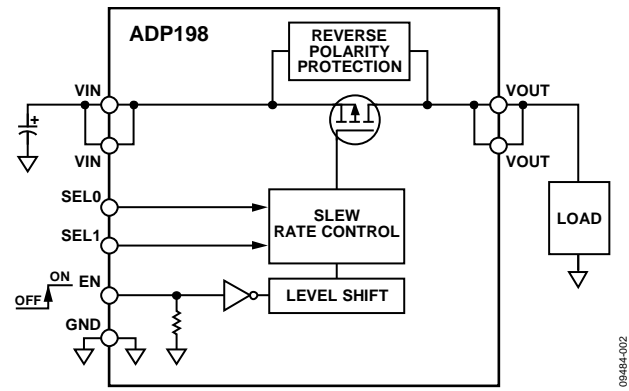 ADP198
REVERSE
POLARITY
PROTECTION
VIN
VOUT
+
VIN
VOUT
SEL0
SLEW
RATE CONTROL
LOAD
SEL1
ON
EN
OFF
LEVEL SHIFT
GND
09484-002